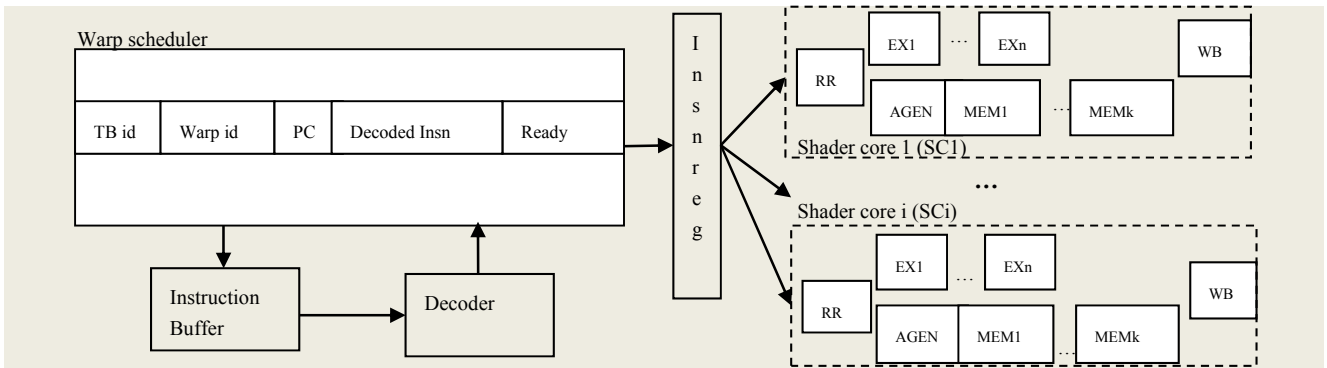 Warp scheduler
TB id
Warp id
PC
Decoded Insn
Ready
Instruction
Buffer
Decoder
I
n
s
n
r
e
g
RR
EX1
...
EXn
AGEN
MEM1
...
MEMk
WB
Shader core 1 (SC1)
...
Shader core i (SCi)
RR
EX1
...
EXn
AGEN
MEM1
...
MEMk
WB